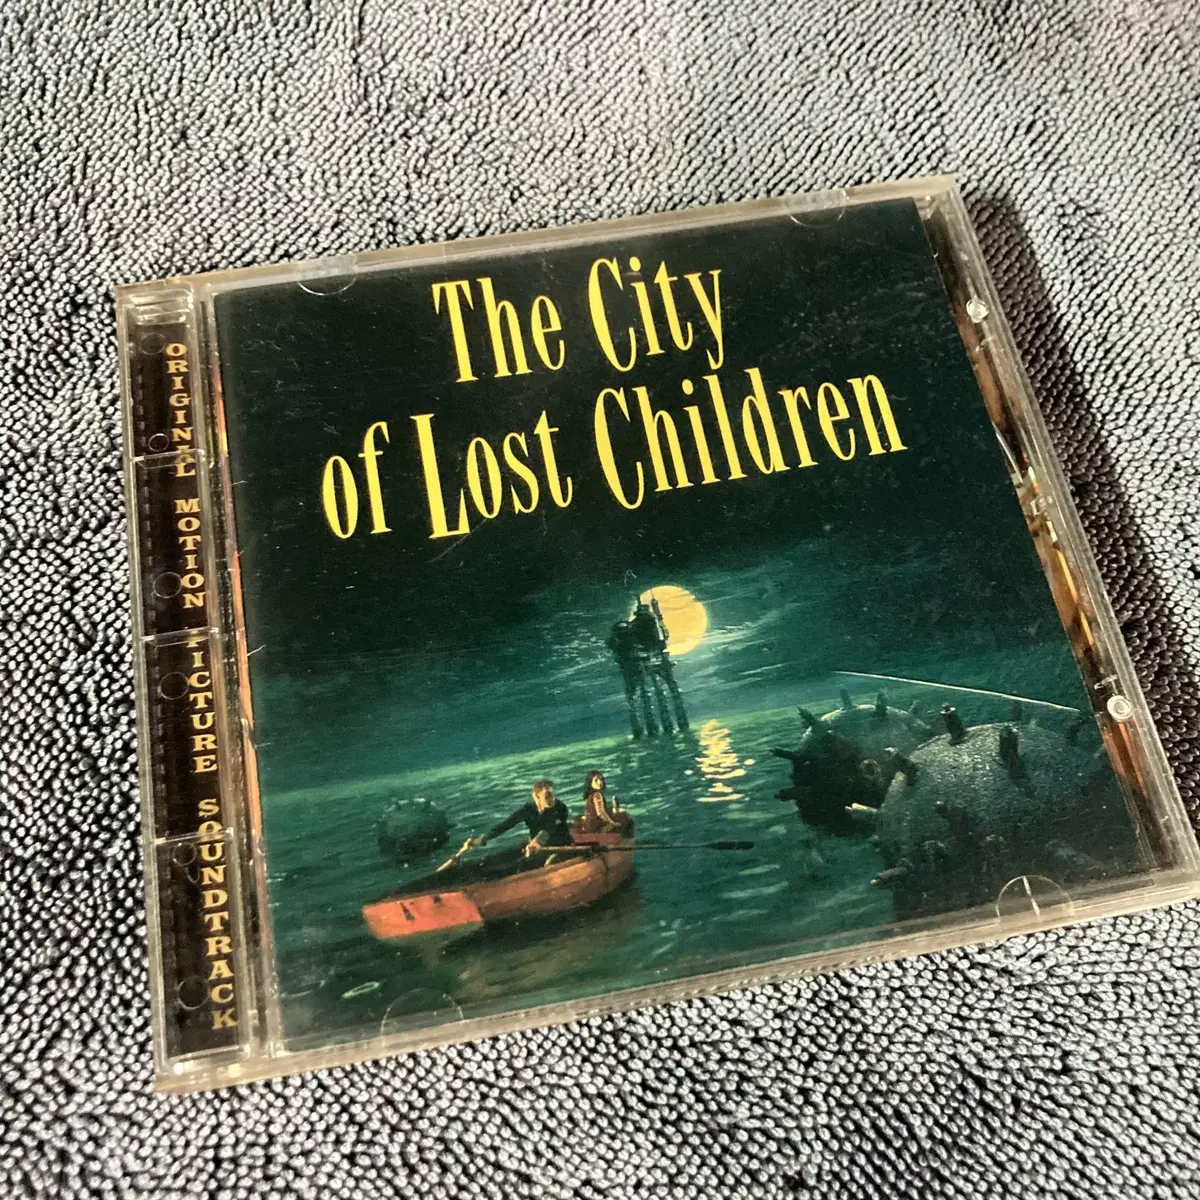 The City
of Lost Children
ORIGINAL MOTION PICTURE SOUNDTRACK